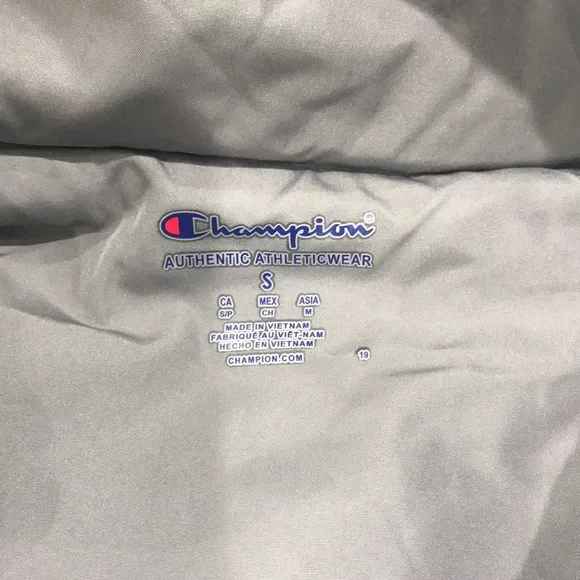 Champion®
AUTHENTIC ATHLETICWEAR
S
CA MEX ASIA
S/P CH M
MADE IN VIETNAM
FABRIQUÉ AU VIÊT-NAM
HECHO EN VIETNAM
CHAMPION.COM 19